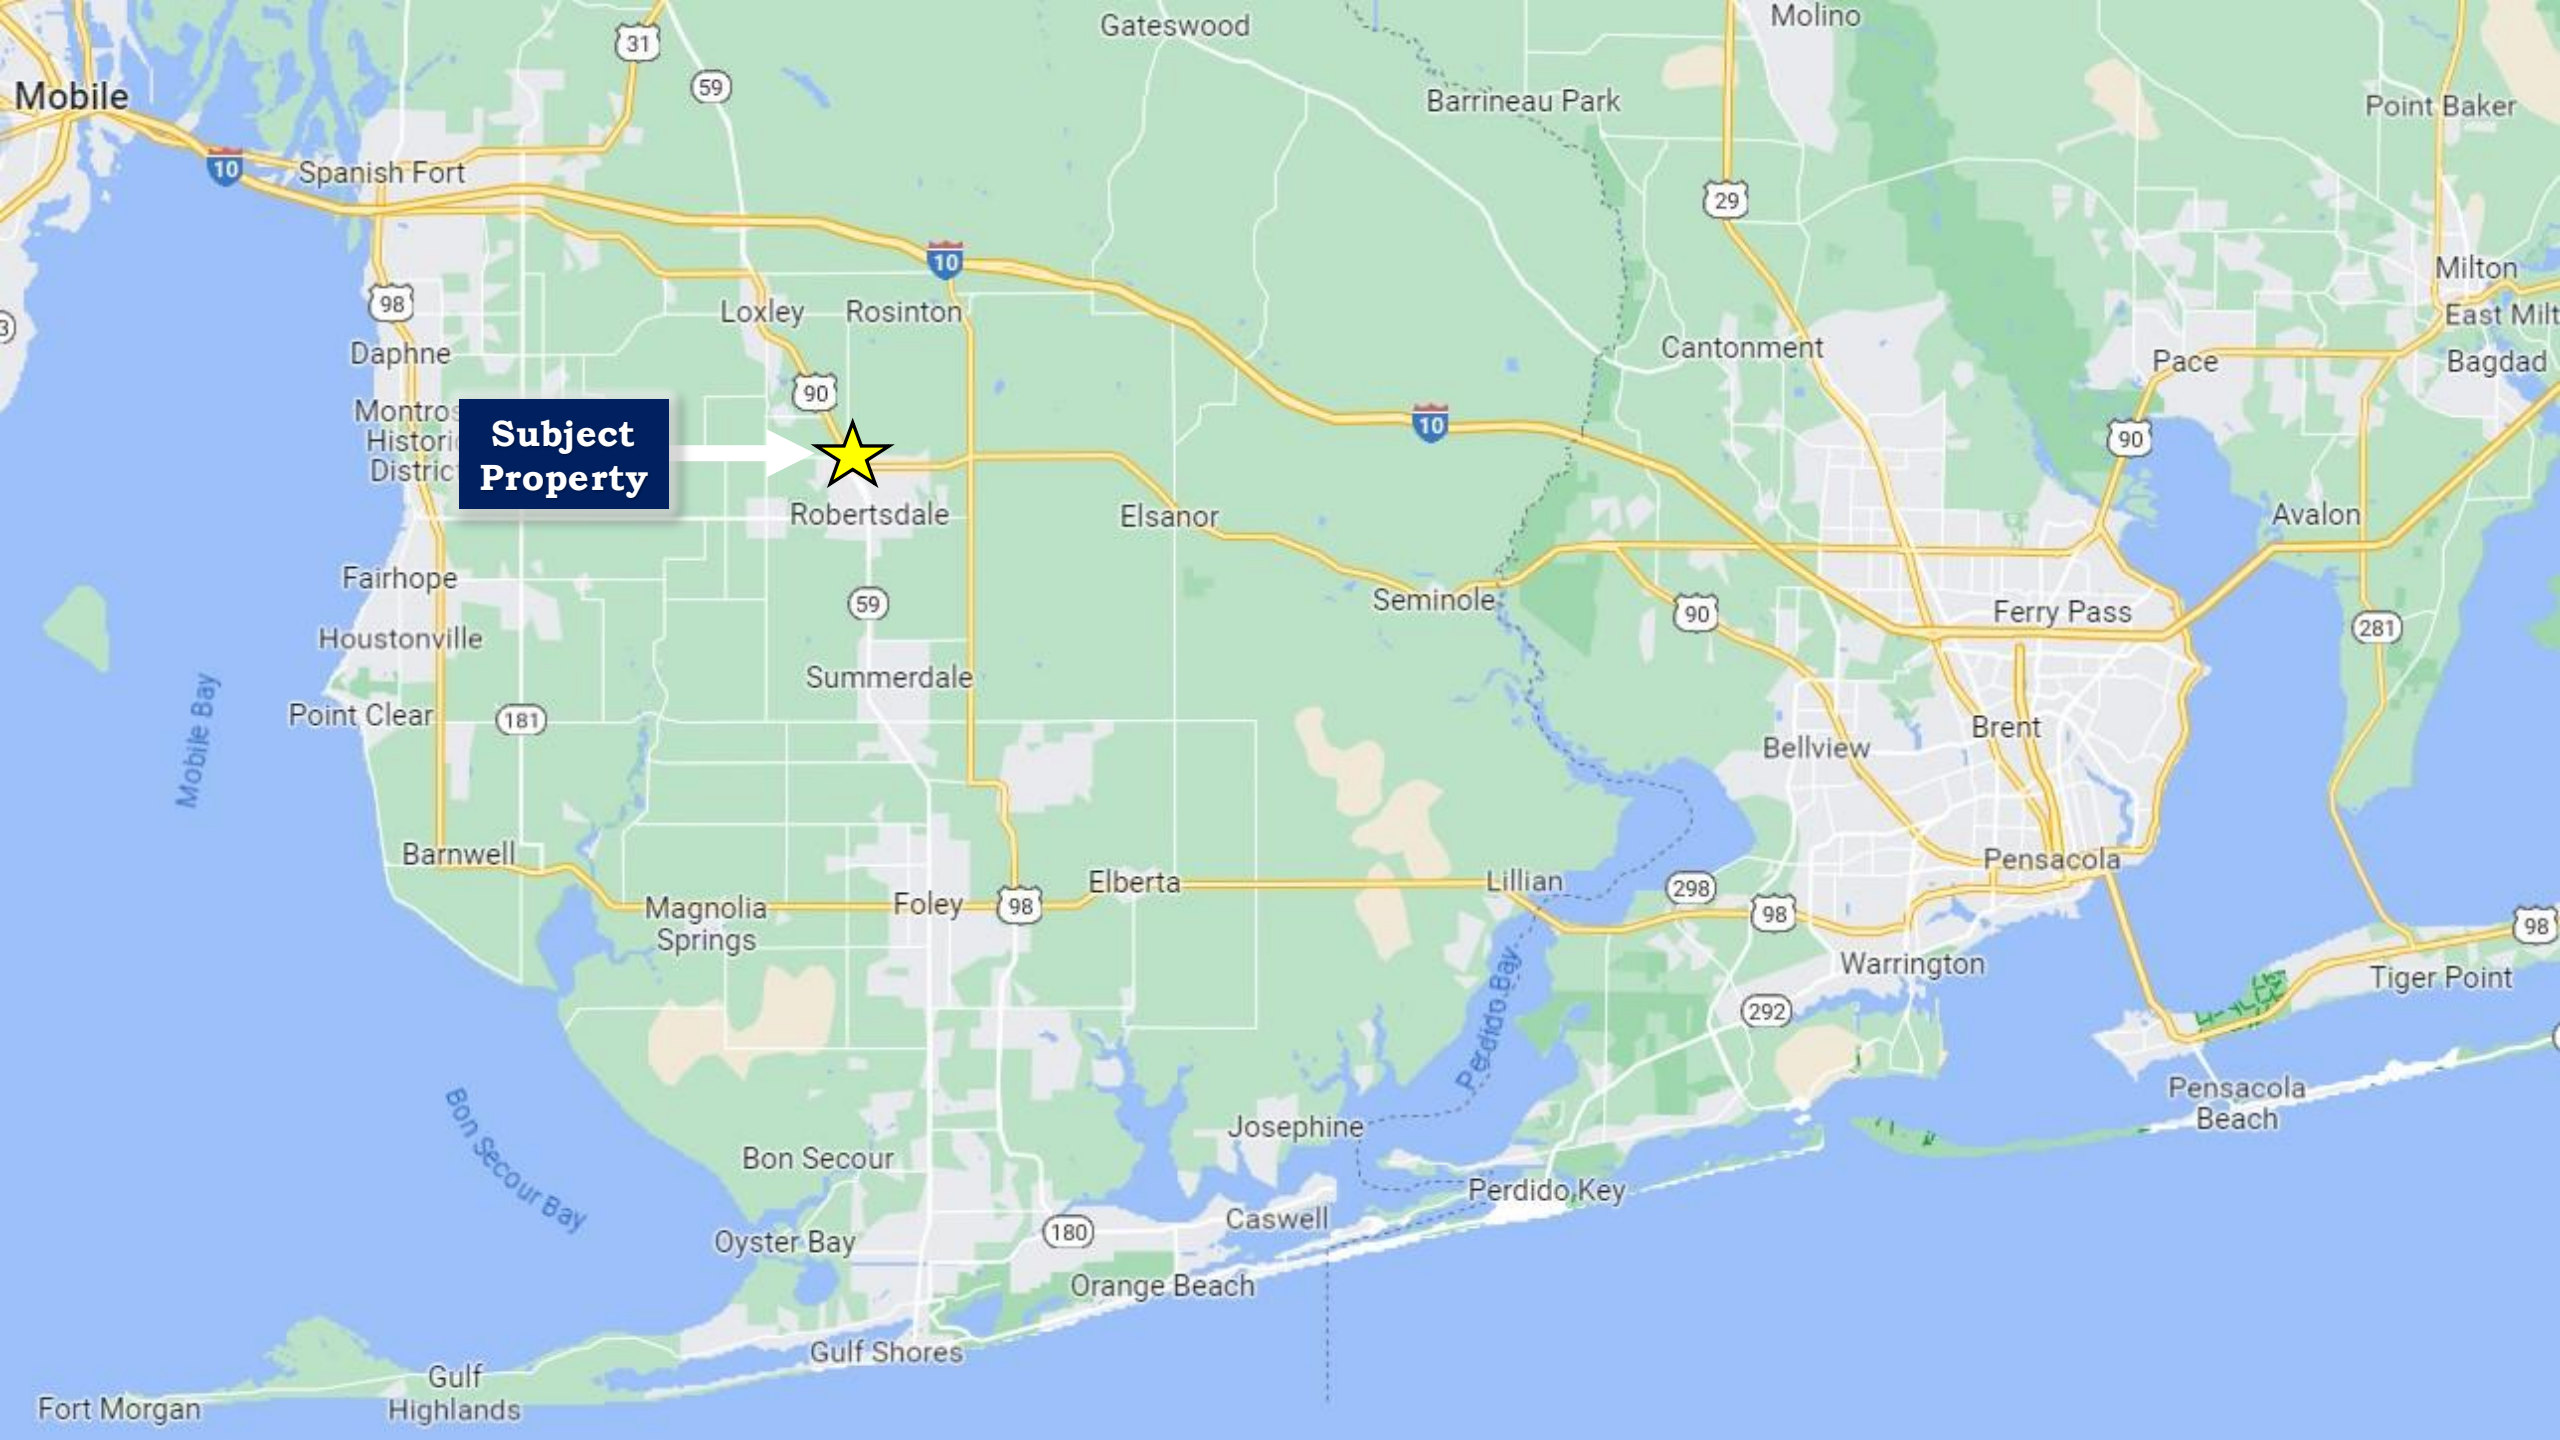 Gateswood
Molino
31
59
Mobile
Barrineau Park
Point Baker
10
Spanish Fort
29
10
Milton
98
Loxley
Rosinton
East Milt
3
Daphne
Cantonment
Pace
Bagdad
90
Montros
Histori
Distric
Subject
Property
10
90
Robertsdale
Elsanor
Avalon
Fairhope
Seminole
59
90
Ferry Pass
281
Houstonville
Summerdale
Mobile Bay
Point Clear
181
Brent
Bellview
Barnwell
Pensacola
Elberta
Lillian
298
Magnolia
Springs
Foley
98
98
98
Warrington
Tiger Point
Perdido Bay
292
Pensacola
Beach
Bon Secour Bay
Josephine
Bon Secour
Perdido Key
Caswell
180
Oyster Bay
Orange Beach
Gulf Shores
Gulf
Highlands
Fort Morgan